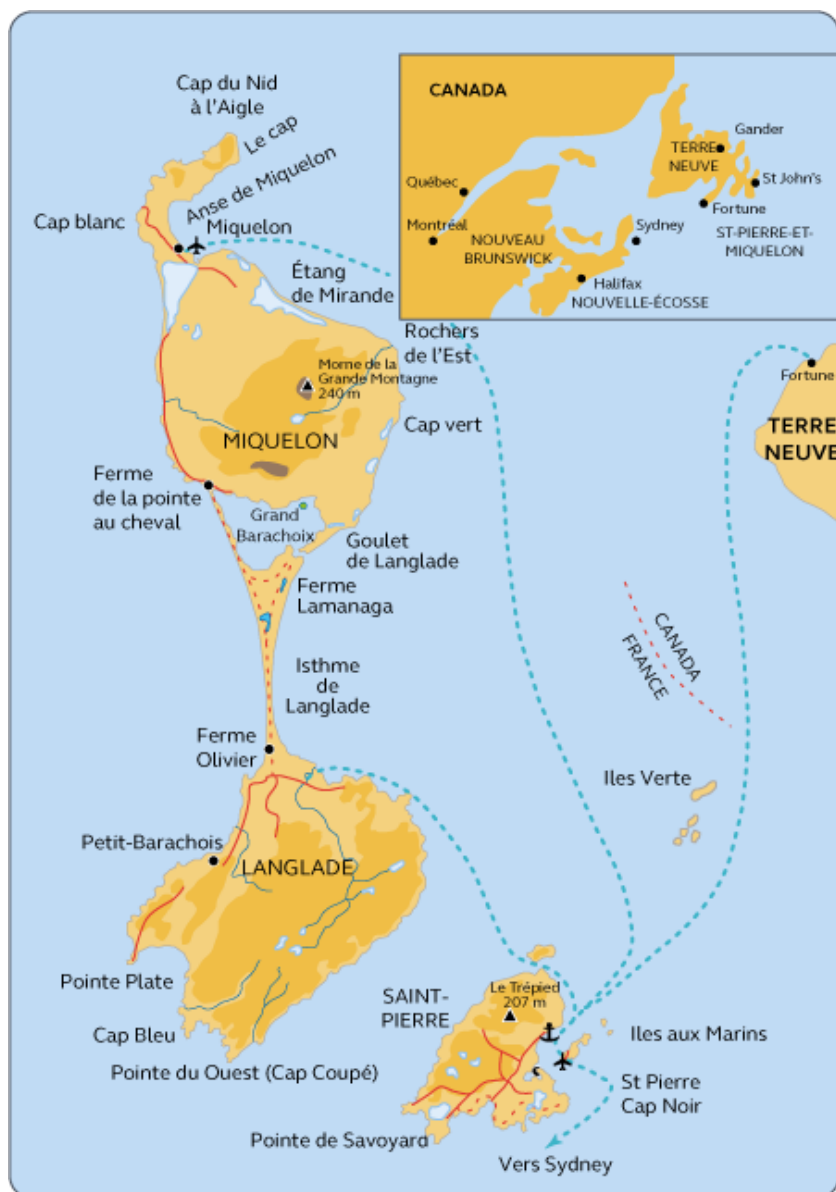 Cap du Nid
à l'Aigle
Le cap
Anse de Miquelon
Cap blanc
Miquelon
Étang
de Mirande
Rochers
de l'Est
Morne de la
Grande Montagne
240 m
MIQUELON
Cap vert
Ferme
de la pointe
au cheval
Grand
Barachoix
Goulet
de Langlade
Ferme
Lamanaga
Isthme
de
Langlade
Ferme
Olivier
Petit-Barachois
LANGLADE
Pointe Plate
Cap Bleu
Pointe du Ouest (Cap Coupé)
CANADA
TERRE
NEUVE
Gander
Québec
St John's
Fortune
Montréal
NOUVEAU
BRUNSWICK
Sydney
ST-PIERRE-ET-
MIQUELON
Halifax
NOUVELLE-ÉCOSSE
Fortune
TERRE
NEUVE
CANADA
FRANCE
Iles Verte
SAINT-
PIERRE
Le Trépied
207 m
Iles aux Marins
St Pierre
Cap Noir
Pointe de Savoyard
Vers Sydney